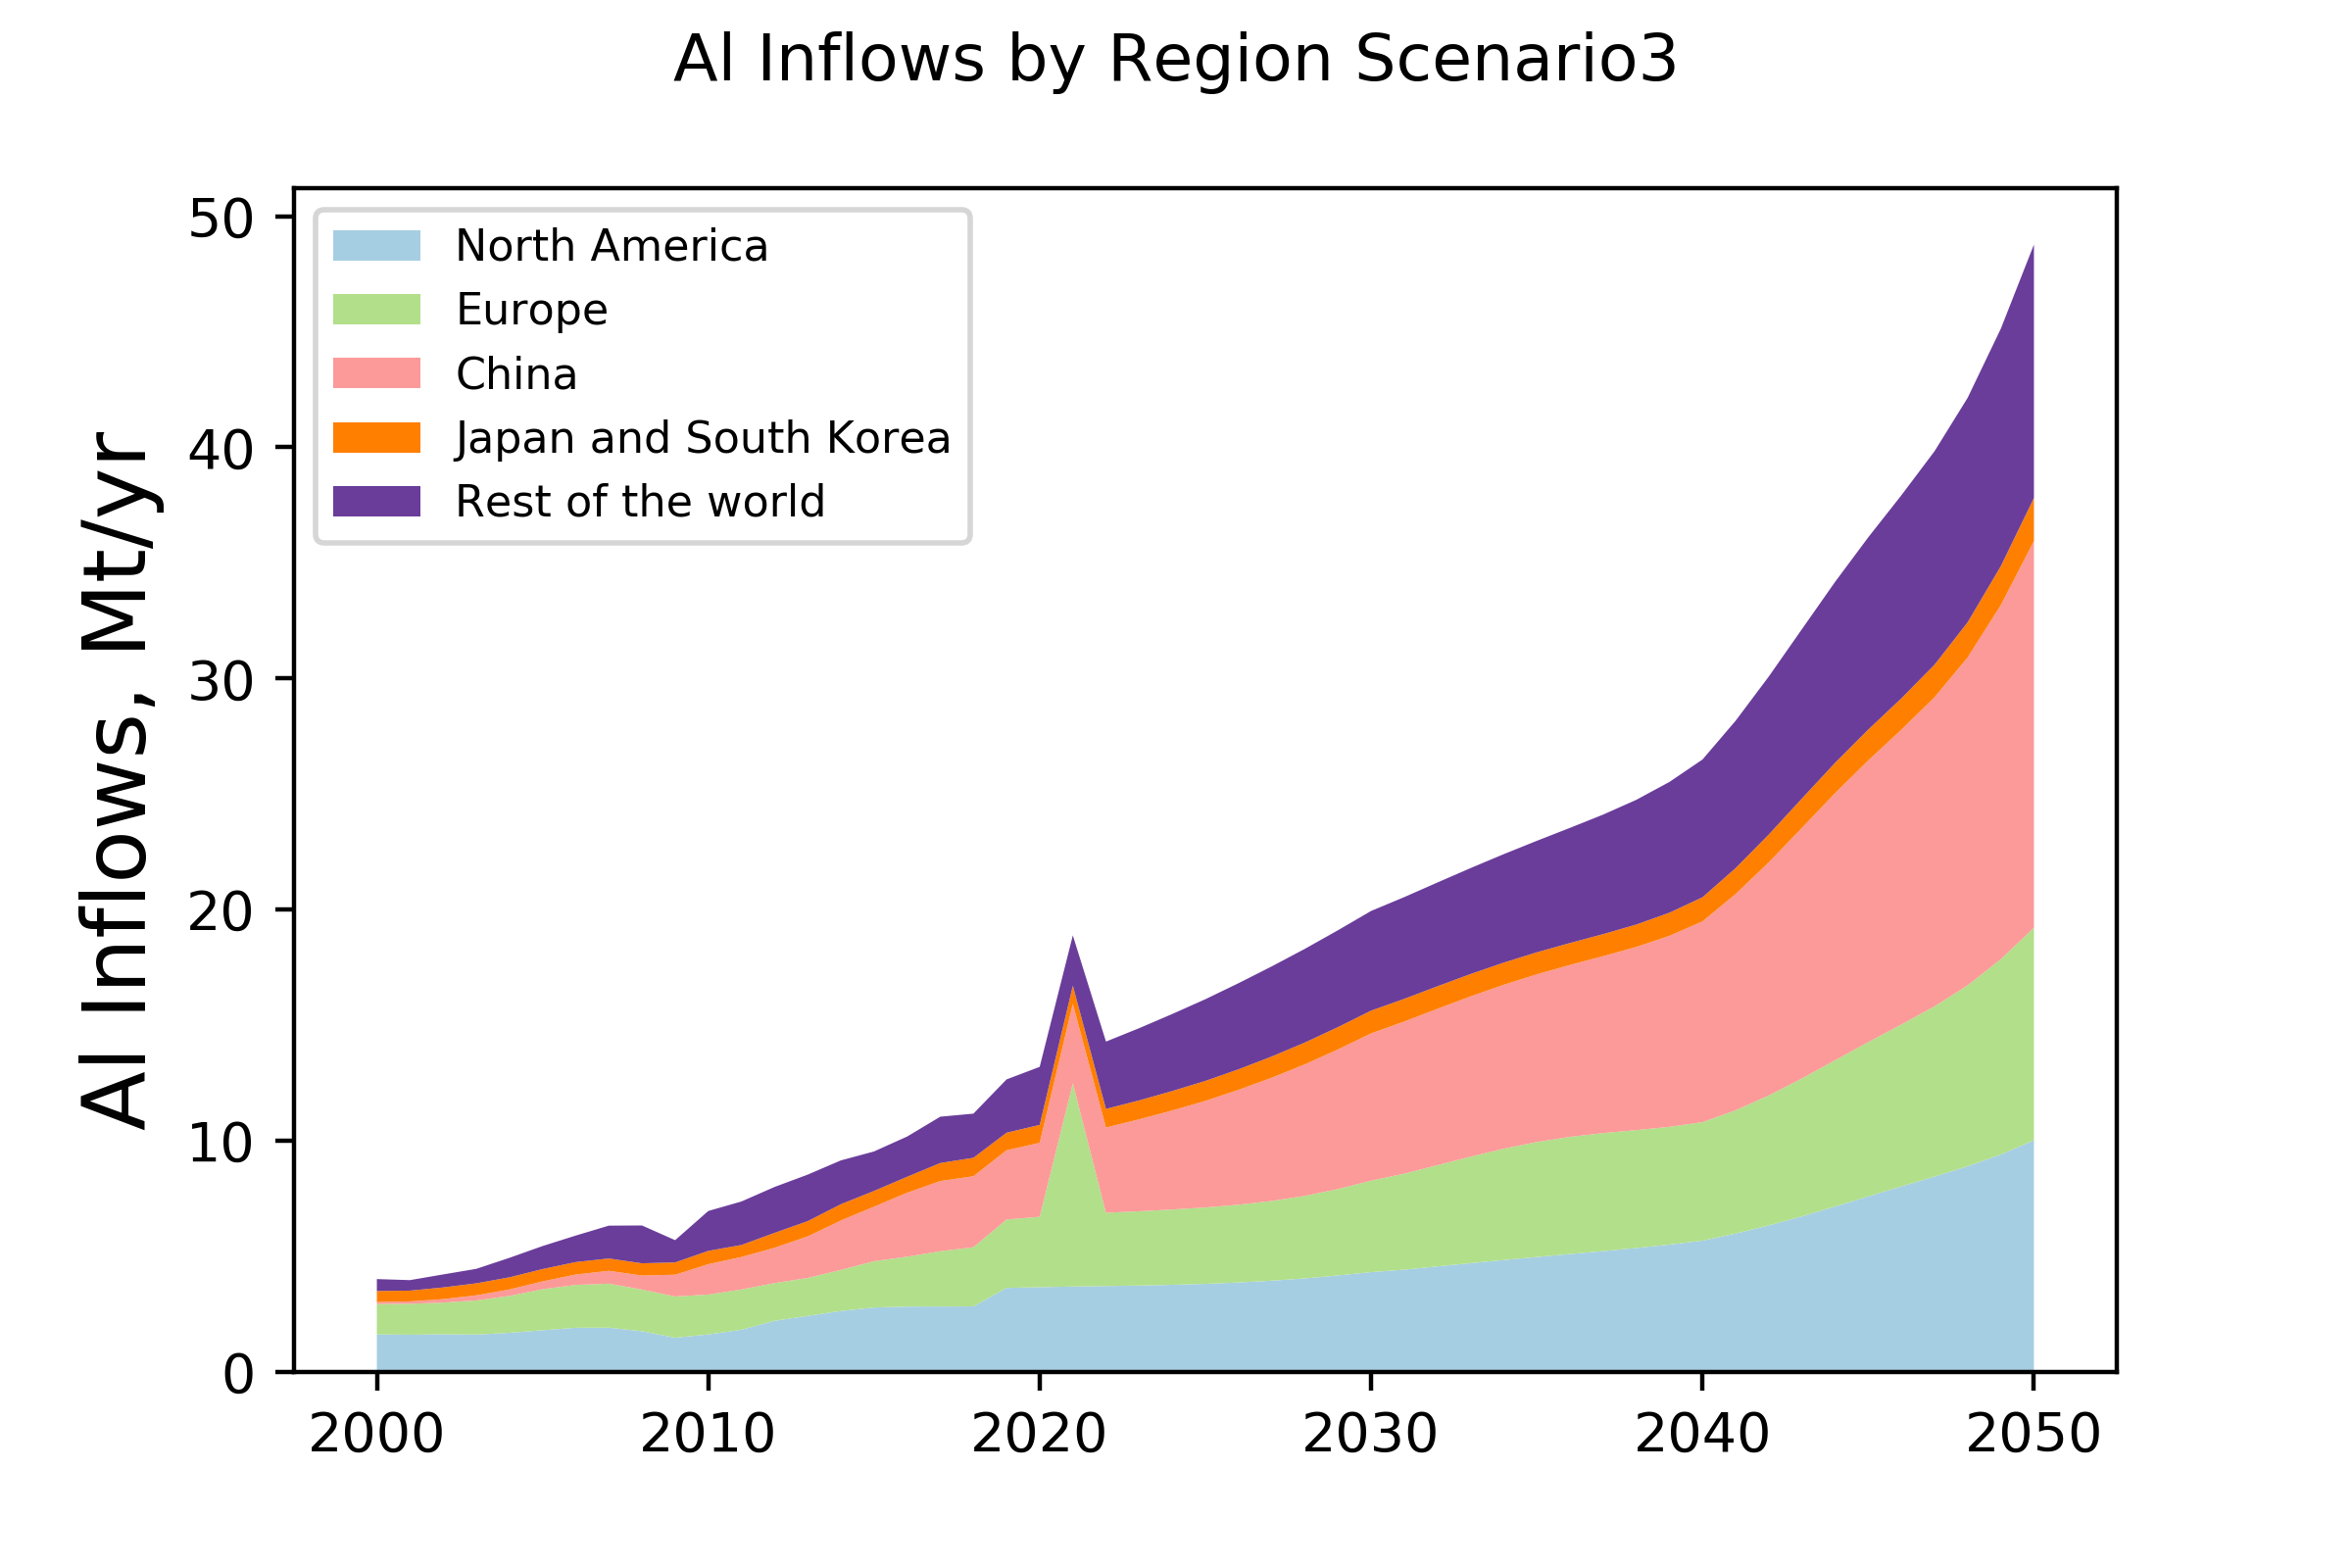 Al Inflows by Region Scenario3
Al Inflows, Mt/yr
50
40
30
20
10
0
North America
Europe
China
Japan and South Korea
Rest of the world
2000 2010 2020 2030 2040 2050